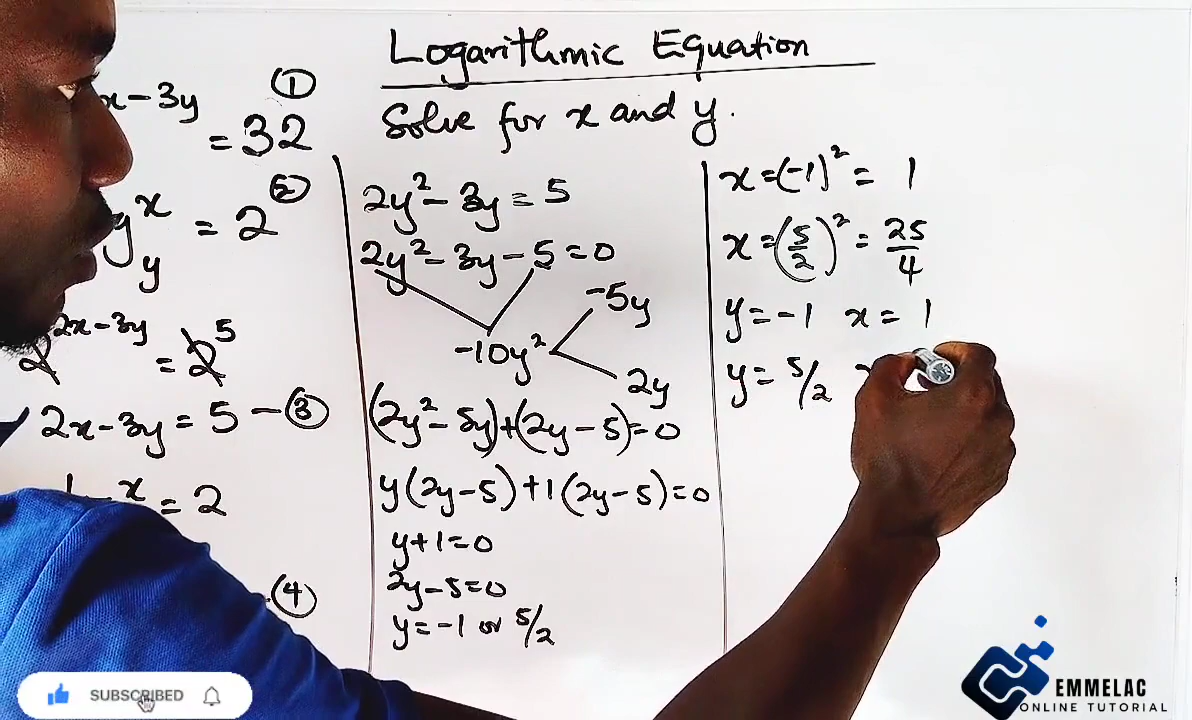 Logarithmic Equation
Solve for x and y.
x - 3y = 32 ①
y^x_y = 2 ②
2^{2x - 3y} = 2^5
2x - 3y = 5 — ③
x = 2
④
2y² - 3y = 5
2y² - 3y - 5 = 0
-5y
-10y²
2y
(2y² - 5y) + (2y - 5) = 0
y(2y - 5) + 1(2y - 5) = 0
y + 1 = 0
2y - 5 = 0
y = -1 or 5/2
x = (-1)² = 1
x = (5/2)² = 25/4
y = -1 x = 1
y = 5/2
SUBSCRIBED
EMMELAC
ONLINE TUTORIAL